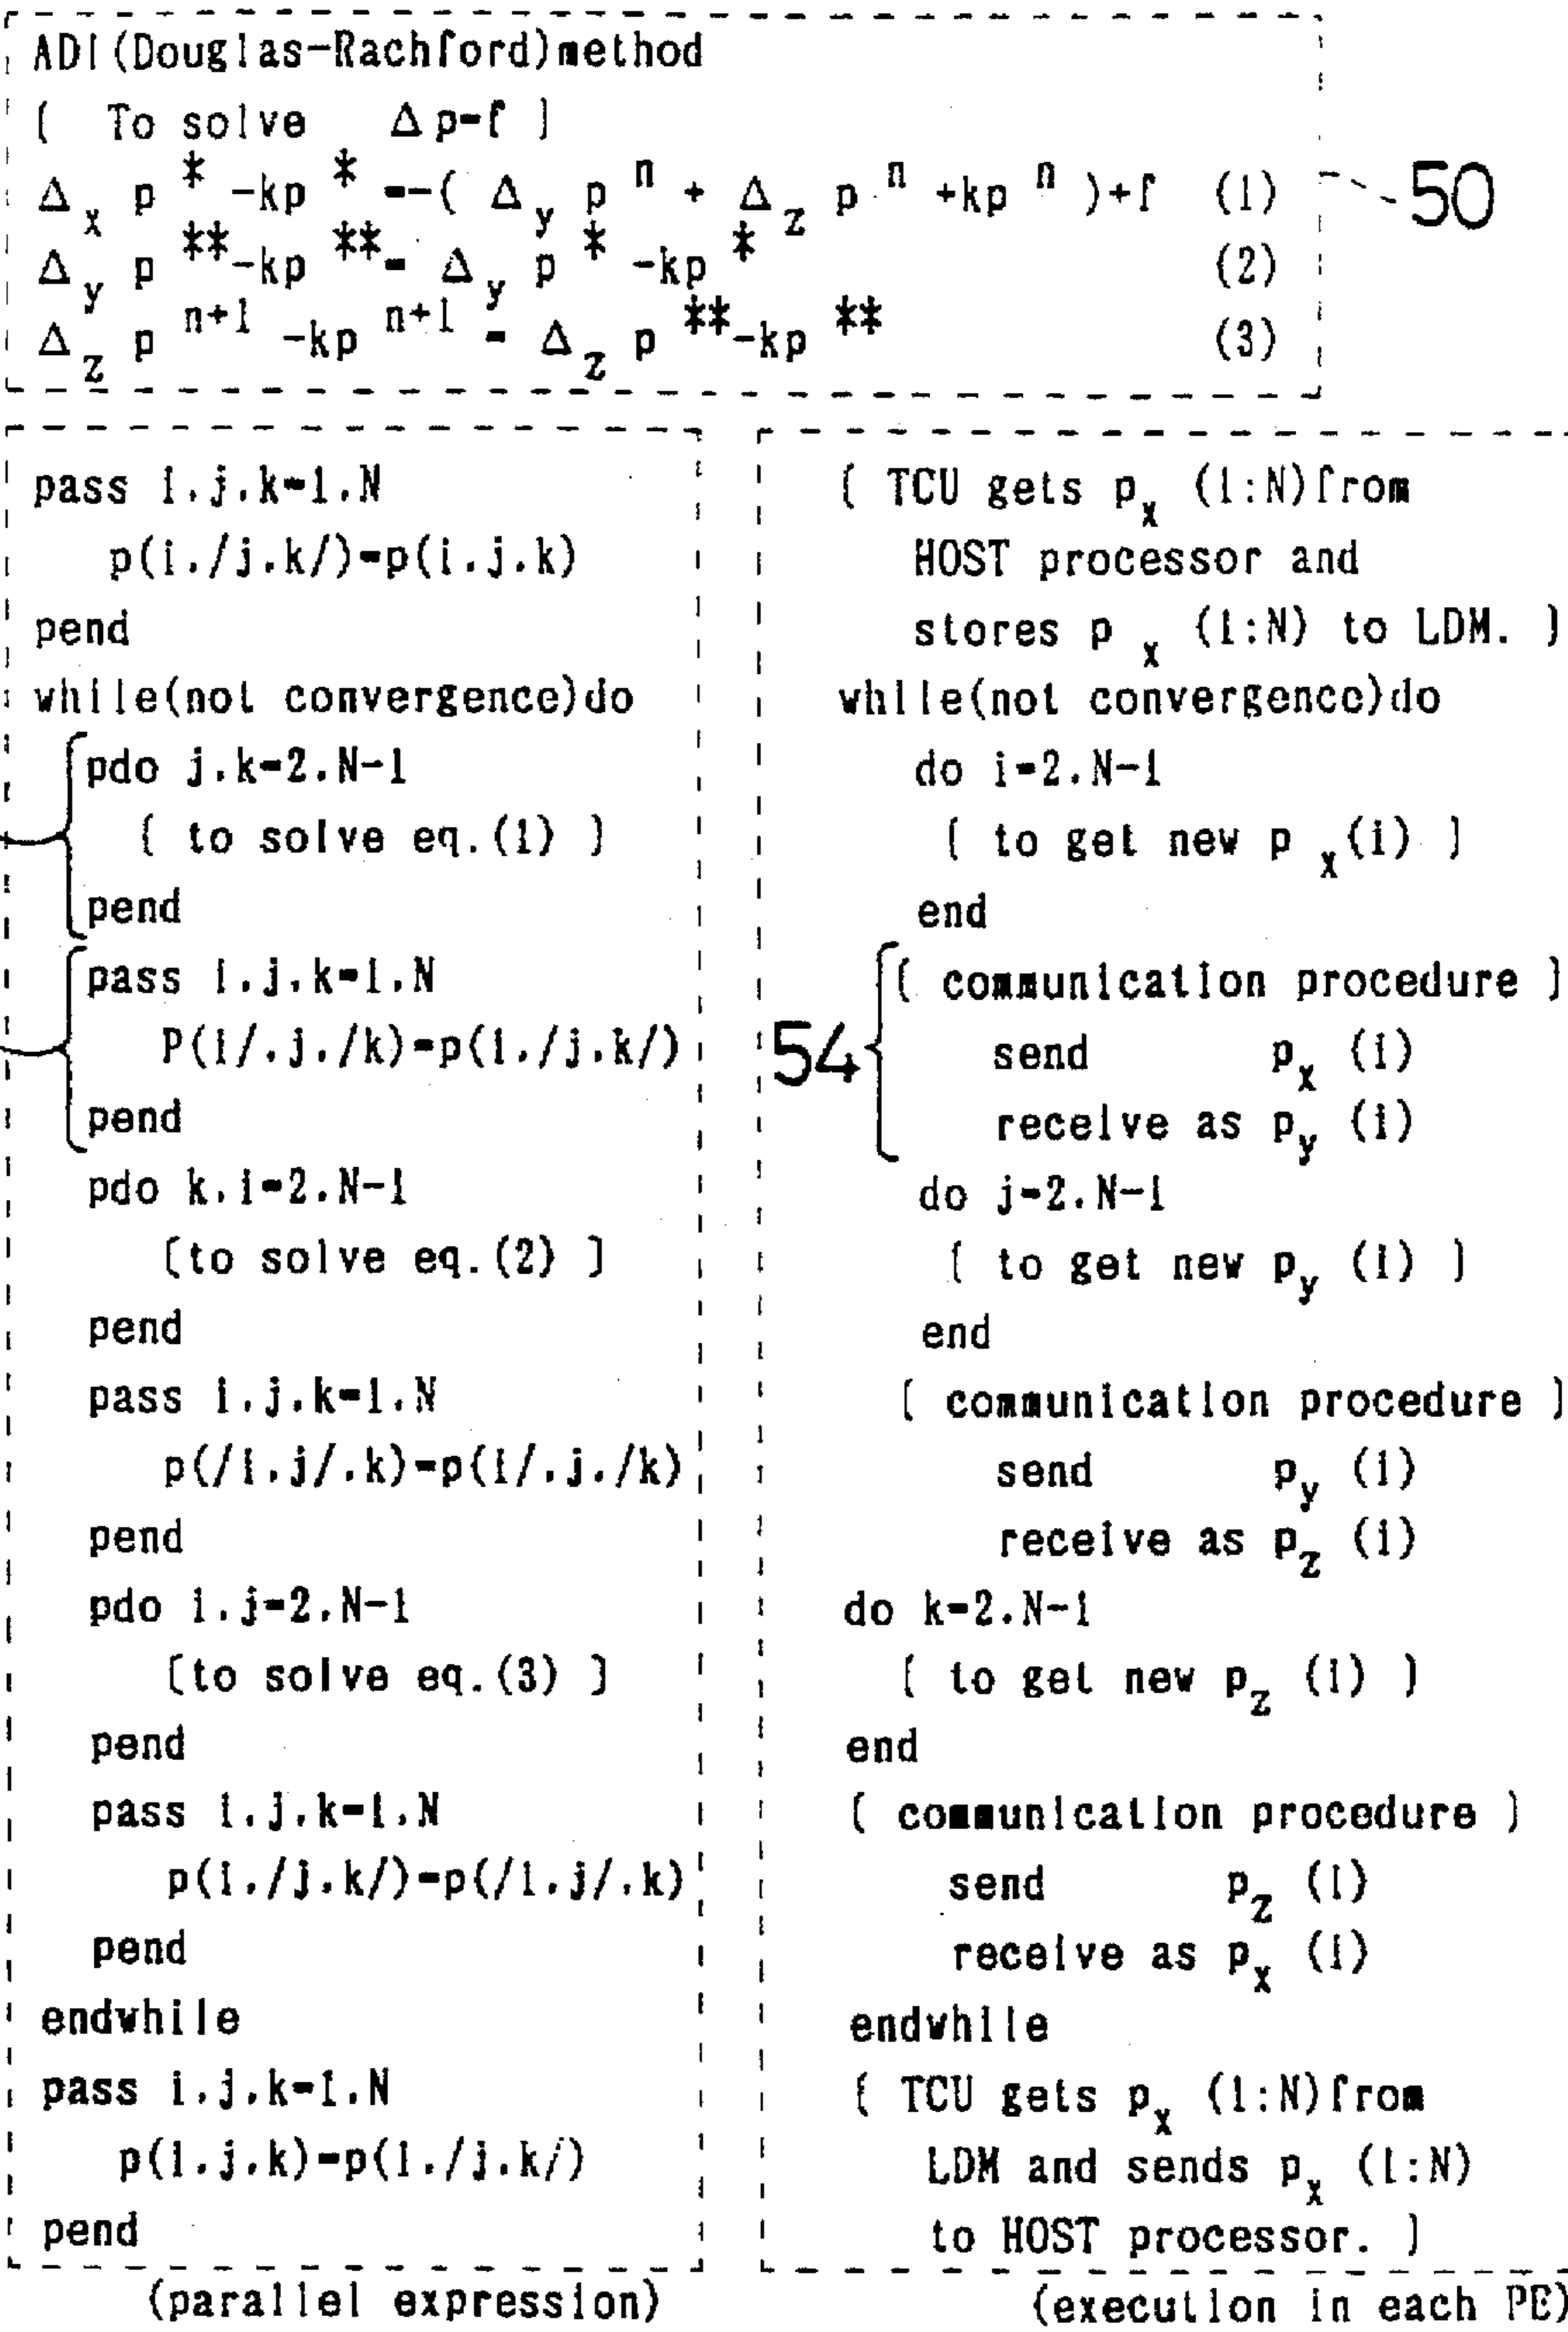 ADI(Douglas-Rachford)method
[ To solve Δp=f ]
Δx p * -kp * =-( Δy p n + Δz p n +kp n )+f (1)
50
Δy p ** -kp ** = Δy p * -kp * (2)
Δz p n+1 -kp n+1 = Δz p ** -kp ** (3)
pass i,j,k=1,N
p(i,/j,k/)=p(i,j,k)
pend
while(not convergence)do
pdo j,k=2,N-1
[ to solve eq.(1) ]
pend
pass i,j,k=1,N
P(i/,j,/k)=p(i,/j,k/)
pend
pdo k,i=2,N-1
[to solve eq.(2) ]
pend
pass i,j,k=1,N
p(/i,j/,k)=p(i/,j,/k)
pend
pdo i,j=2,N-1
[to solve eq.(3) ]
pend
pass i,j,k=1,N
p(i,/j,k/)=p(/i,j/,k)
pend
endwhile
pass i,j,k=1,N
p(i,j,k)=p(i,/j,k/)
pend
(parallel expression)
[ TCU gets px (1:N)from
HOST processor and
stores px (1:N) to LDM. ]
while(not convergence)do
do i=2,N-1
[ to get new px(i) ]
end
[ communication procedure ]
54
send px (i)
receive as py (i)
do j=2,N-1
[ to get new py (i) ]
end
[ communication procedure ]
send py (i)
receive as pz (i)
do k=2,N-1
[ to get new pz (i) ]
end
[ communication procedure ]
send pz (i)
receive as px (i)
endwhile
[ TCU gets px (1:N)from
LDM and sends px (1:N)
to HOST processor. ]
(execution in each PE)